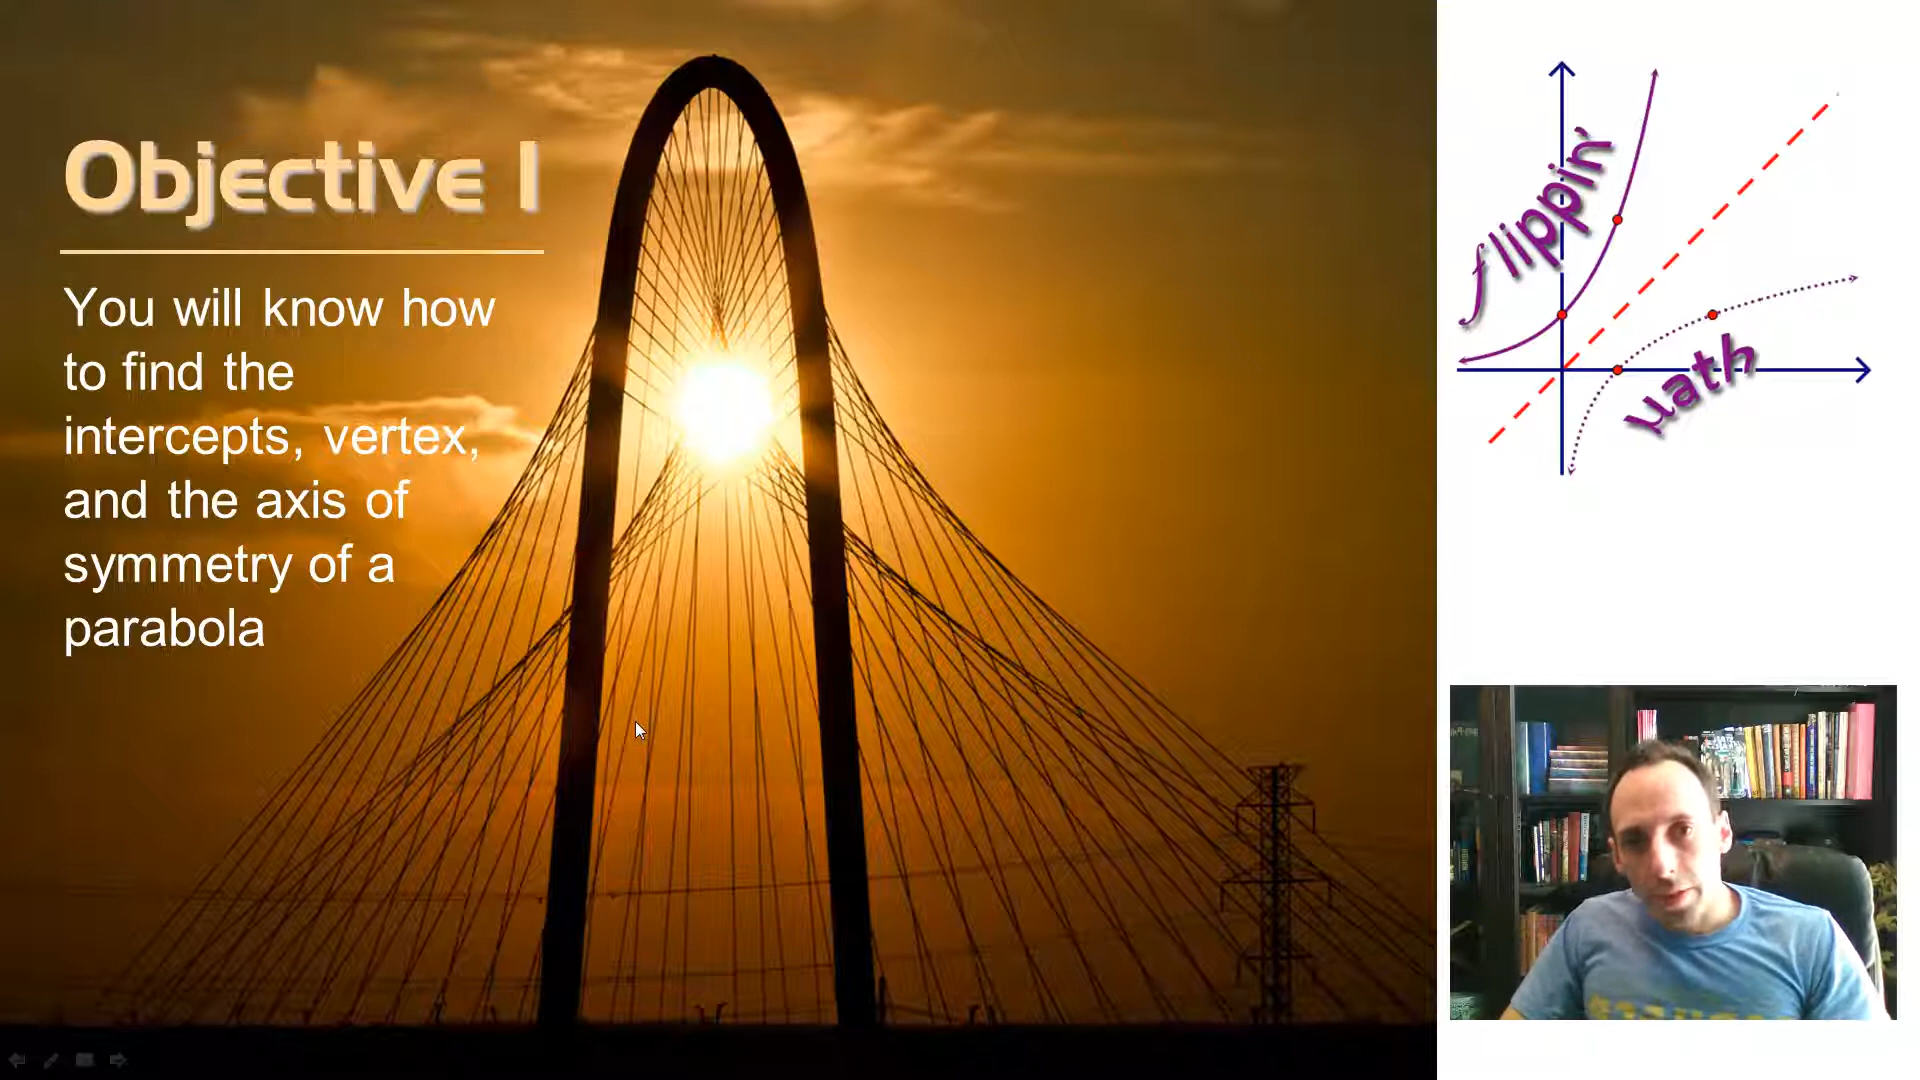 Objective 1
You will know how
to find the
intercepts, vertex,
and the axis of
symmetry of a
parabola
flippin'
math